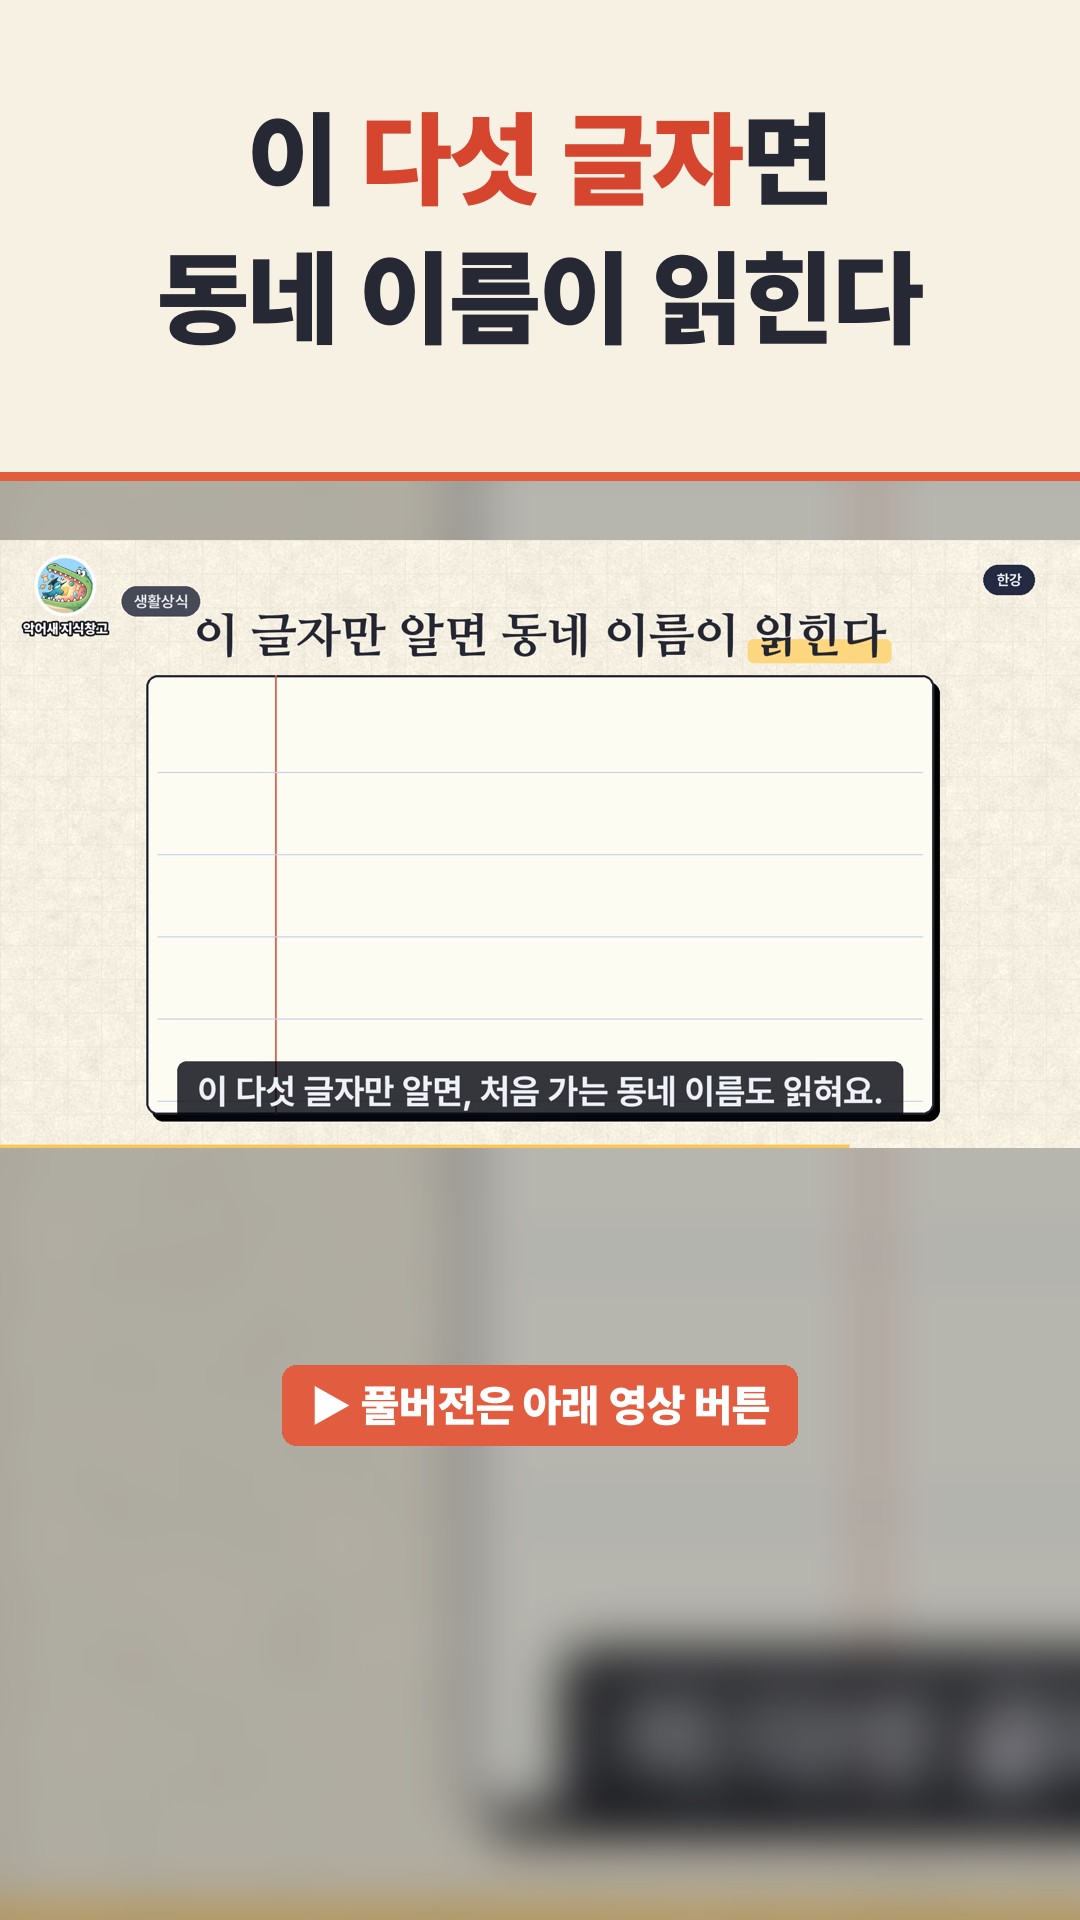 이 다섯 글자면
동네 이름이 읽힌다
악어새 지식창고
생활상식
한강
이 글자만 알면 동네 이름이 읽힌다
이 다섯 글자만 알면, 처음 가는 동네 이름도 읽혀요.
▶ 풀버전은 아래 영상 버튼